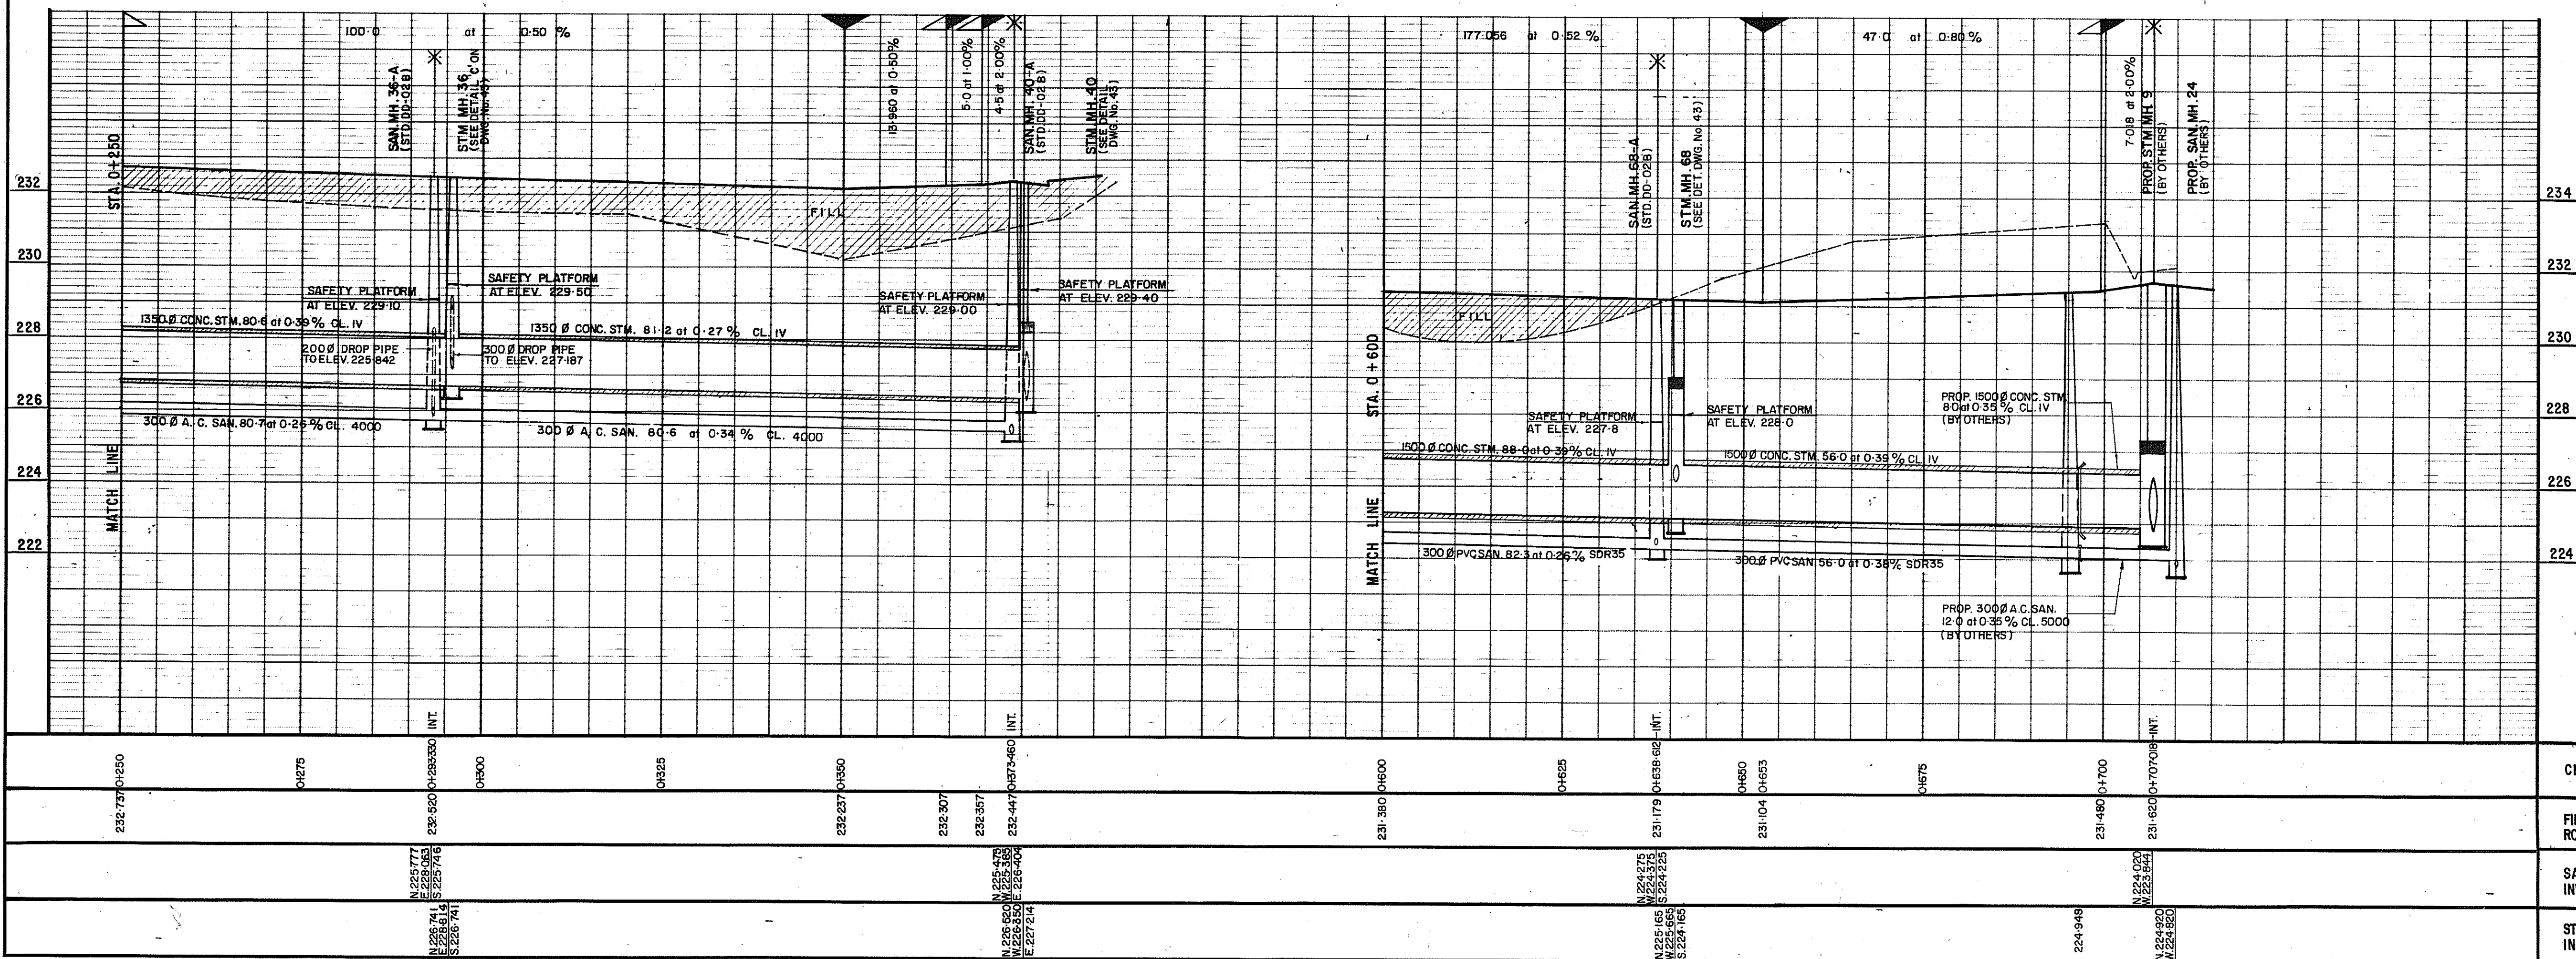 100·0 at 0·50 %
SAN. MH. 36-A
(STD. DD-02B)
STM. MH. 36
(SEE DETAIL 'C' ON
DWG. No. 43)
13·960 at 0·50%
5·0 at 1·00%
4·5 at 2·00%
SAN. MH. 40-A
(STD. DD-02B)
STM. MH. 40
(SEE DETAIL
DWG. No. 43)
STA. 0+250
MATCH LINE
232
230
228
226
224
222
FILL
SAFETY PLATFORM
AT ELEV. 229·10
SAFETY PLATFORM
AT ELEV. 229·50
SAFETY PLATFORM
AT ELEV. 229·00
SAFETY PLATFORM
AT ELEV. 229·40
1350 Ø CONC. STM. 80·6 at 0·39 % CL. IV
1350 Ø CONC. STM. 81·2 at 0·27 % CL. IV
200 Ø DROP PIPE
TO ELEV. 225·842
300 Ø DROP PIPE
TO ELEV. 227·187
300 Ø A. C. SAN. 80·7 at 0·26 % CL. 4000
300 Ø A. C. SAN. 80·6 at 0·34 % CL. 4000
177·056 at 0·52 %
47·0 at 0·80 %
7·018 at 2·00%
SAN. MH. 68-A
(STD. DD-02B)
STM. MH. 68
(SEE DET. DWG. No. 43)
PROP. STM. MH. 9
(BY OTHERS)
PROP. SAN. MH. 24
(BY OTHERS)
STA. 0+600
MATCH LINE
FILL
234
232
230
228
226
224
SAFETY PLATFORM
AT ELEV. 227·8
SAFETY PLATFORM
AT ELEV. 228·0
PROP. 1500 Ø CONC. STM.
8·0 at 0·35 % CL. IV
(BY OTHERS)
1500 Ø CONC. STM. 88·0 at 0·39 % CL. IV
1500 Ø CONC. STM. 56·0 at 0·39 % CL. IV
300 Ø PVC SAN. 82·3 at 0·26 % SDR35
300 Ø PVC SAN. 56·0 at 0·38% SDR35
PROP. 300 Ø A.C. SAN.
12·0 at 0·35 % CL. 5000
(BY OTHERS)
0+250
0+275
0+293·330 INT.
0+300
0+325
0+350
0+373·460 INT.
0+600
0+625
0+638·612 INT.
0+650
0+653
0+675
0+700
0+707·018 INT.
232·737
232·520
232·237
232·307
232·357
232·447
231·380
231·179
231·104
231·480
231·620
FI
RO
N. 225·777
E. 228·063
S. 225·746
N. 225·475
W. 225·385
E. 226·404
N. 224·275
W. 224·375
S. 224·225
N. 224·020
W. 223·844
SA
IN
N. 226·741
E. 228·814
S. 226·741
N. 226·520
W. 226·350
E. 227·214
N. 225·165
W. 225·665
S. 224·165
224·948
N. 224·920
W. 224·820
ST
IN